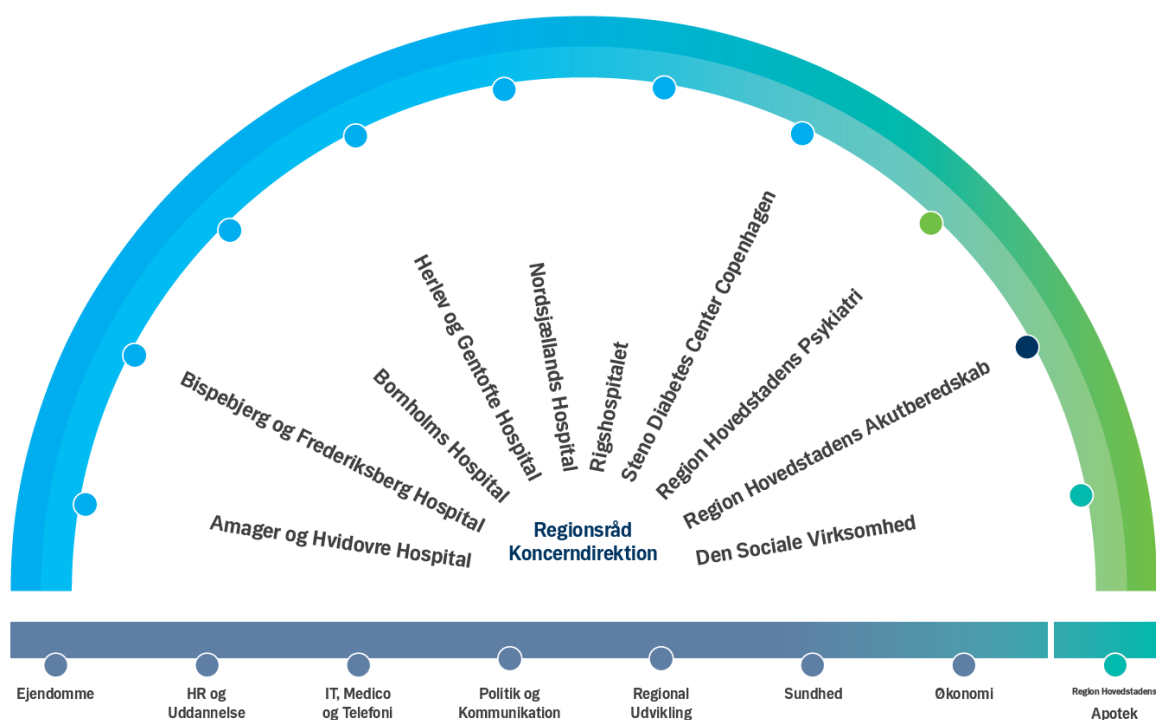 Amager og Hvidovre Hospital
Bispebjerg og Frederiksberg Hospital
Bornholms Hospital
Herlev og Gentofte Hospital
Nordsjællands Hospital
Rigshospitalet
Steno Diabetes Center Copenhagen
Region Hovedstadens Psykiatri
Region Hovedstadens Akutberedskab
Den Sociale Virksomhed
Regionsråd
Koncerndirektion
Ejendomme
HR og
Uddannelse
IT, Medico
og Telefoni
Politik og
Kommunikation
Regional
Udvikling
Sundhed
Økonomi
Region Hovedstadens
Apotek